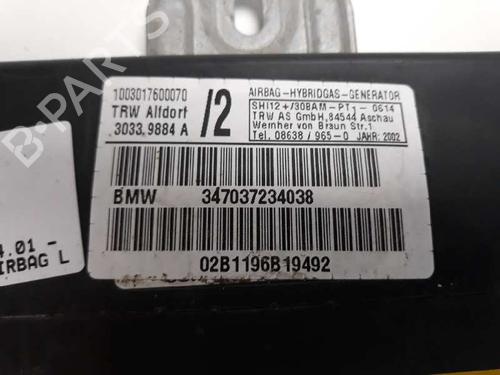 1003017600070
TRW Alfdorf
3033.9884 A
/2
AIRBAG-HYBRIDGAS-GENERATOR
SHI12+/308AM-PT1-0614
TRW AS GmbH,84544 Aschau
Wernher von Braun Str.1
Tel. 08638 / 965-0 JAHR: 2002
BMW 347037234038
02B1196B19492
4.01 -
IRBAG L
B-PARTS